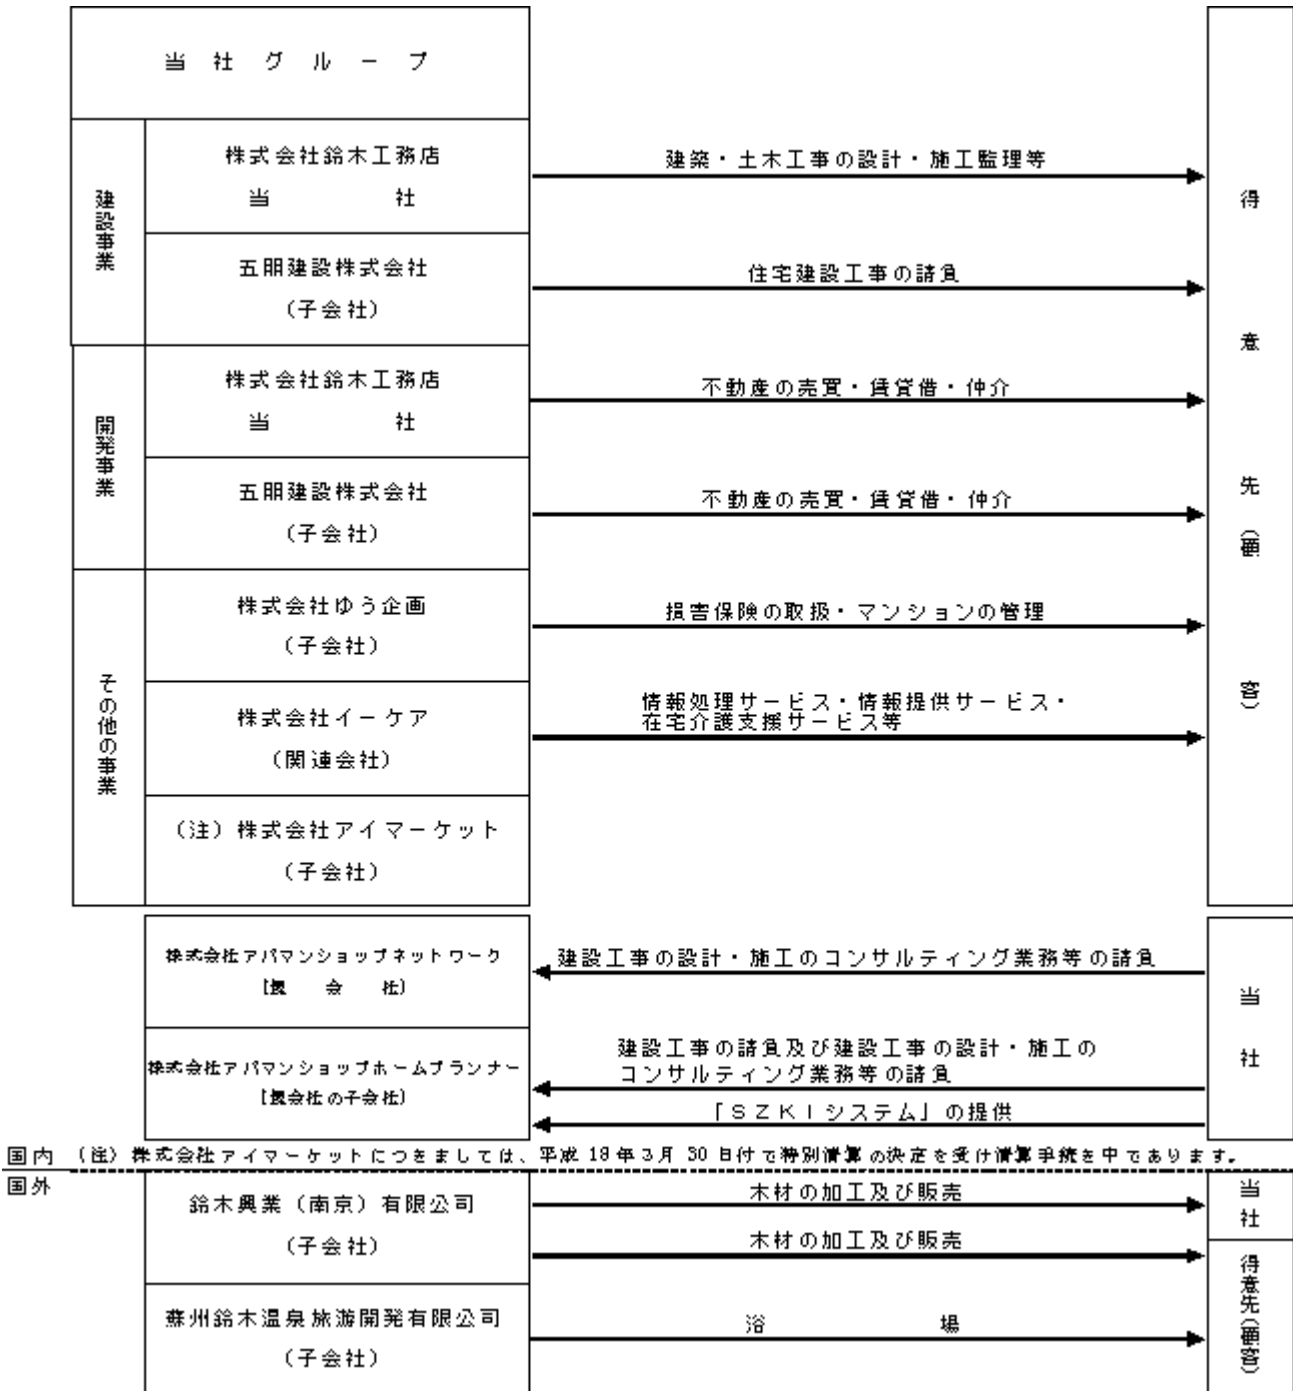 当社グループ
建設事業
株式会社鈴木工務店
当社
建築・土木工事の設計・施工監理等
五朋建設株式会社
(子会社)
住宅建設工事の請負
開発事業
株式会社鈴木工務店
当社
不動産の売買・賃貸借・仲介
五朋建設株式会社
(子会社)
不動産の売買・賃貸借・仲介
その他の事業
株式会社ゆう企画
(子会社)
損害保険の取扱・マンションの管理
株式会社イーケア
(関連会社)
情報処理サービス・情報提供サービス・
在宅介護支援サービス等
(注)株式会社アイマーケット
(子会社)
得意先(顧客)
株式会社アパマンショップネットワーク
[親会社]
建設工事の設計・施工のコンサルティング業務等の請負
株式会社アパマンショップホームプランナー
[親会社の子会社]
建設工事の請負及び建設工事の設計・施工の
コンサルティング業務等の請負
「SZKIシステム」の提供
当社
国内 (注)株式会社アイマーケットにつきましては、平成18年3月30日付で特別清算の決定を受け清算手続き中であります。
国外
鈴木興業(南京)有限公司
(子会社)
木材の加工及び販売
当社
木材の加工及び販売
蘇州鈴木温泉旅游開発有限公司
(子会社)
浴場
得意先(顧客)